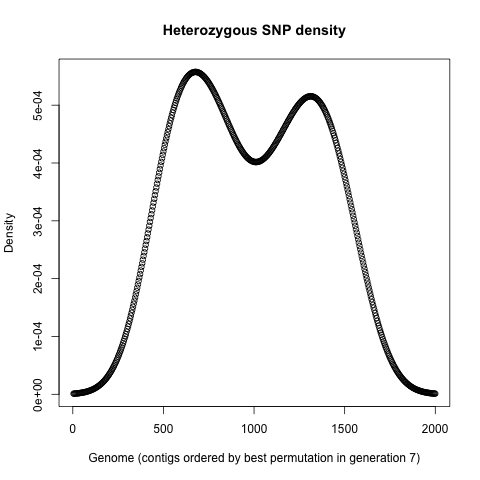 Heterozygous SNP density
Density
5e-04
4e-04
3e-04
2e-04
1e-04
0e+00
0 500 1000 1500 2000
Genome (contigs ordered by best permutation in generation 7)